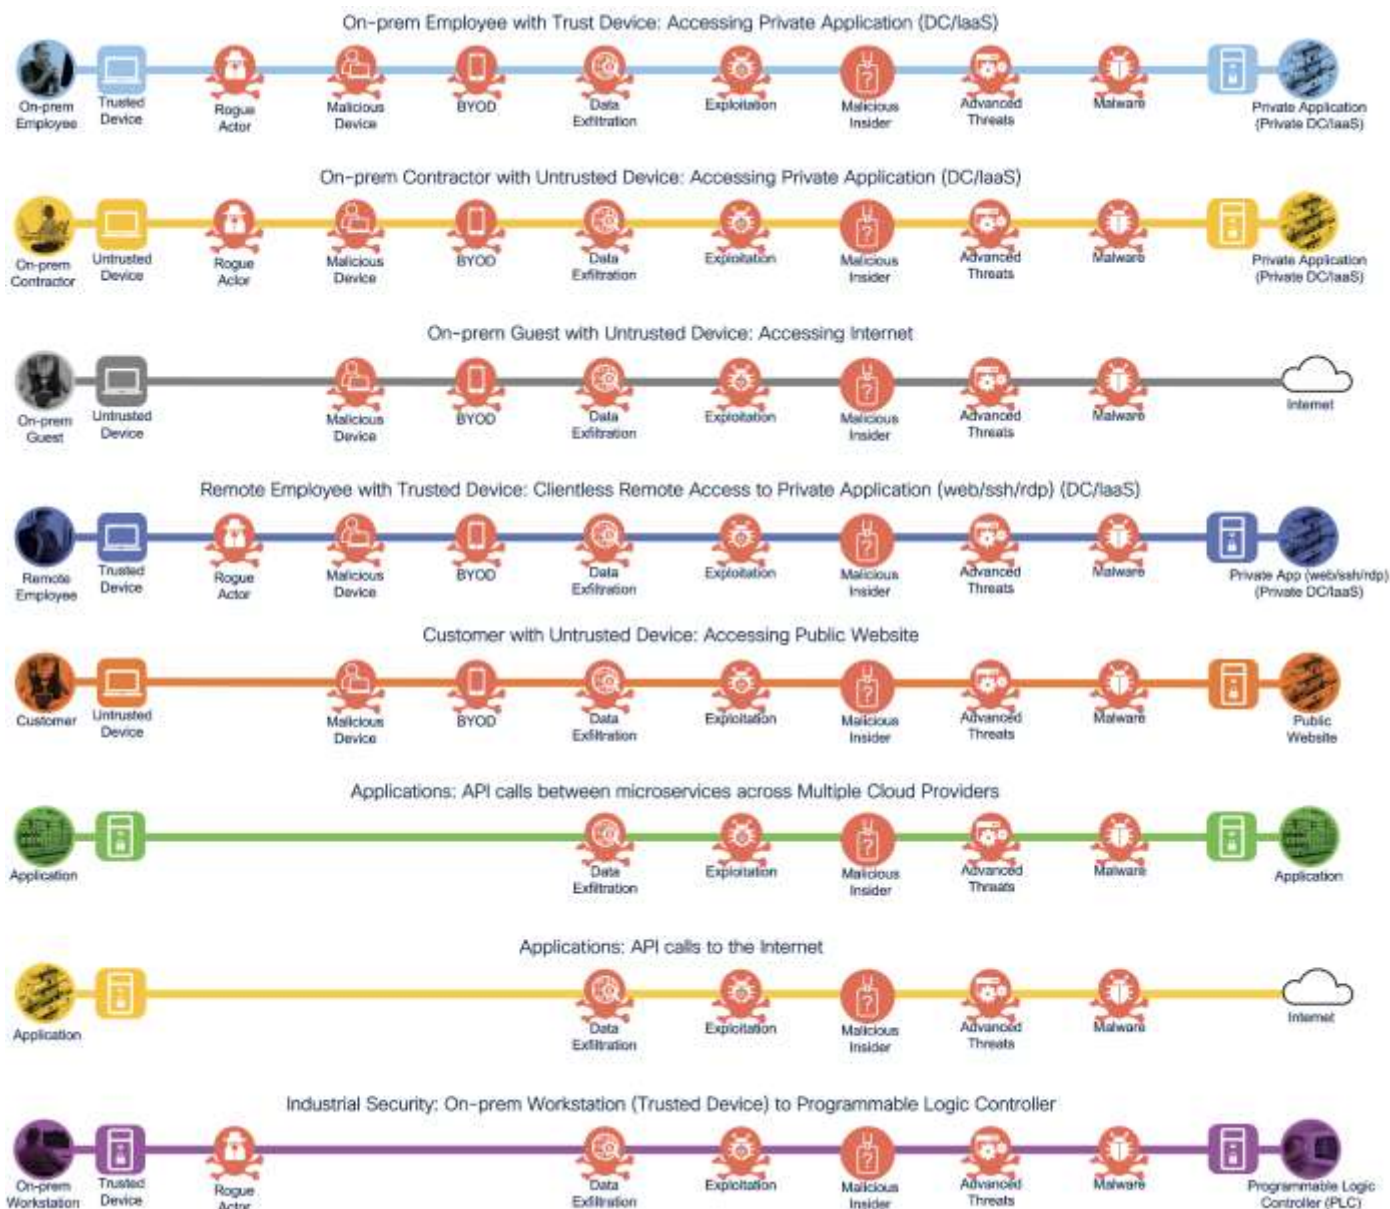 On-prem Employee with Trust Device: Accessing Private Application (DC/IaaS)
On-prem
Employee
Trusted
Device
Rogue
Actor
Malicious
Device
BYOD
Data
Exfiltration
Exploitation
Malicious
Insider
Advanced
Threats
Malware
Private Application
(Private DC/IaaS)
On-prem Contractor with Untrusted Device: Accessing Private Application (DC/IaaS)
On-prem
Contractor
Untrusted
Device
Rogue
Actor
Malicious
Device
BYOD
Data
Exfiltration
Exploitation
Malicious
Insider
Advanced
Threats
Malware
Private Application
(Private DC/IaaS)
On-prem Guest with Untrusted Device: Accessing Internet
On-prem
Guest
Untrusted
Device
Malicious
Device
BYOD
Data
Exfiltration
Exploitation
Malicious
Insider
Advanced
Threats
Malware
Internet
Remote Employee with Trusted Device: Clientless Remote Access to Private Application (web/ssh/rdp) (DC/IaaS)
Remote
Employee
Trusted
Device
Rogue
Actor
Malicious
Device
BYOD
Data
Exfiltration
Exploitation
Malicious
Insider
Advanced
Threats
Malware
Private App (web/ssh/rdp)
(Private DC/IaaS)
Customer with Untrusted Device: Accessing Public Website
Customer
Untrusted
Device
Malicious
Device
BYOD
Data
Exfiltration
Exploitation
Malicious
Insider
Advanced
Threats
Malware
Public
Website
Applications: API calls between microservices across Multiple Cloud Providers
Application
Data
Exfiltration
Exploitation
Malicious
Insider
Advanced
Threats
Malware
Application
Applications: API calls to the Internet
Application
Data
Exfiltration
Exploitation
Malicious
Insider
Advanced
Threats
Malware
Internet
Industrial Security: On-prem Workstation (Trusted Device) to Programmable Logic Controller
On-prem
Workstation
Trusted
Device
Rogue
Actor
Data
Exfiltration
Exploitation
Malicious
Insider
Advanced
Threats
Malware
Programmable Logic
Controller (PLC)